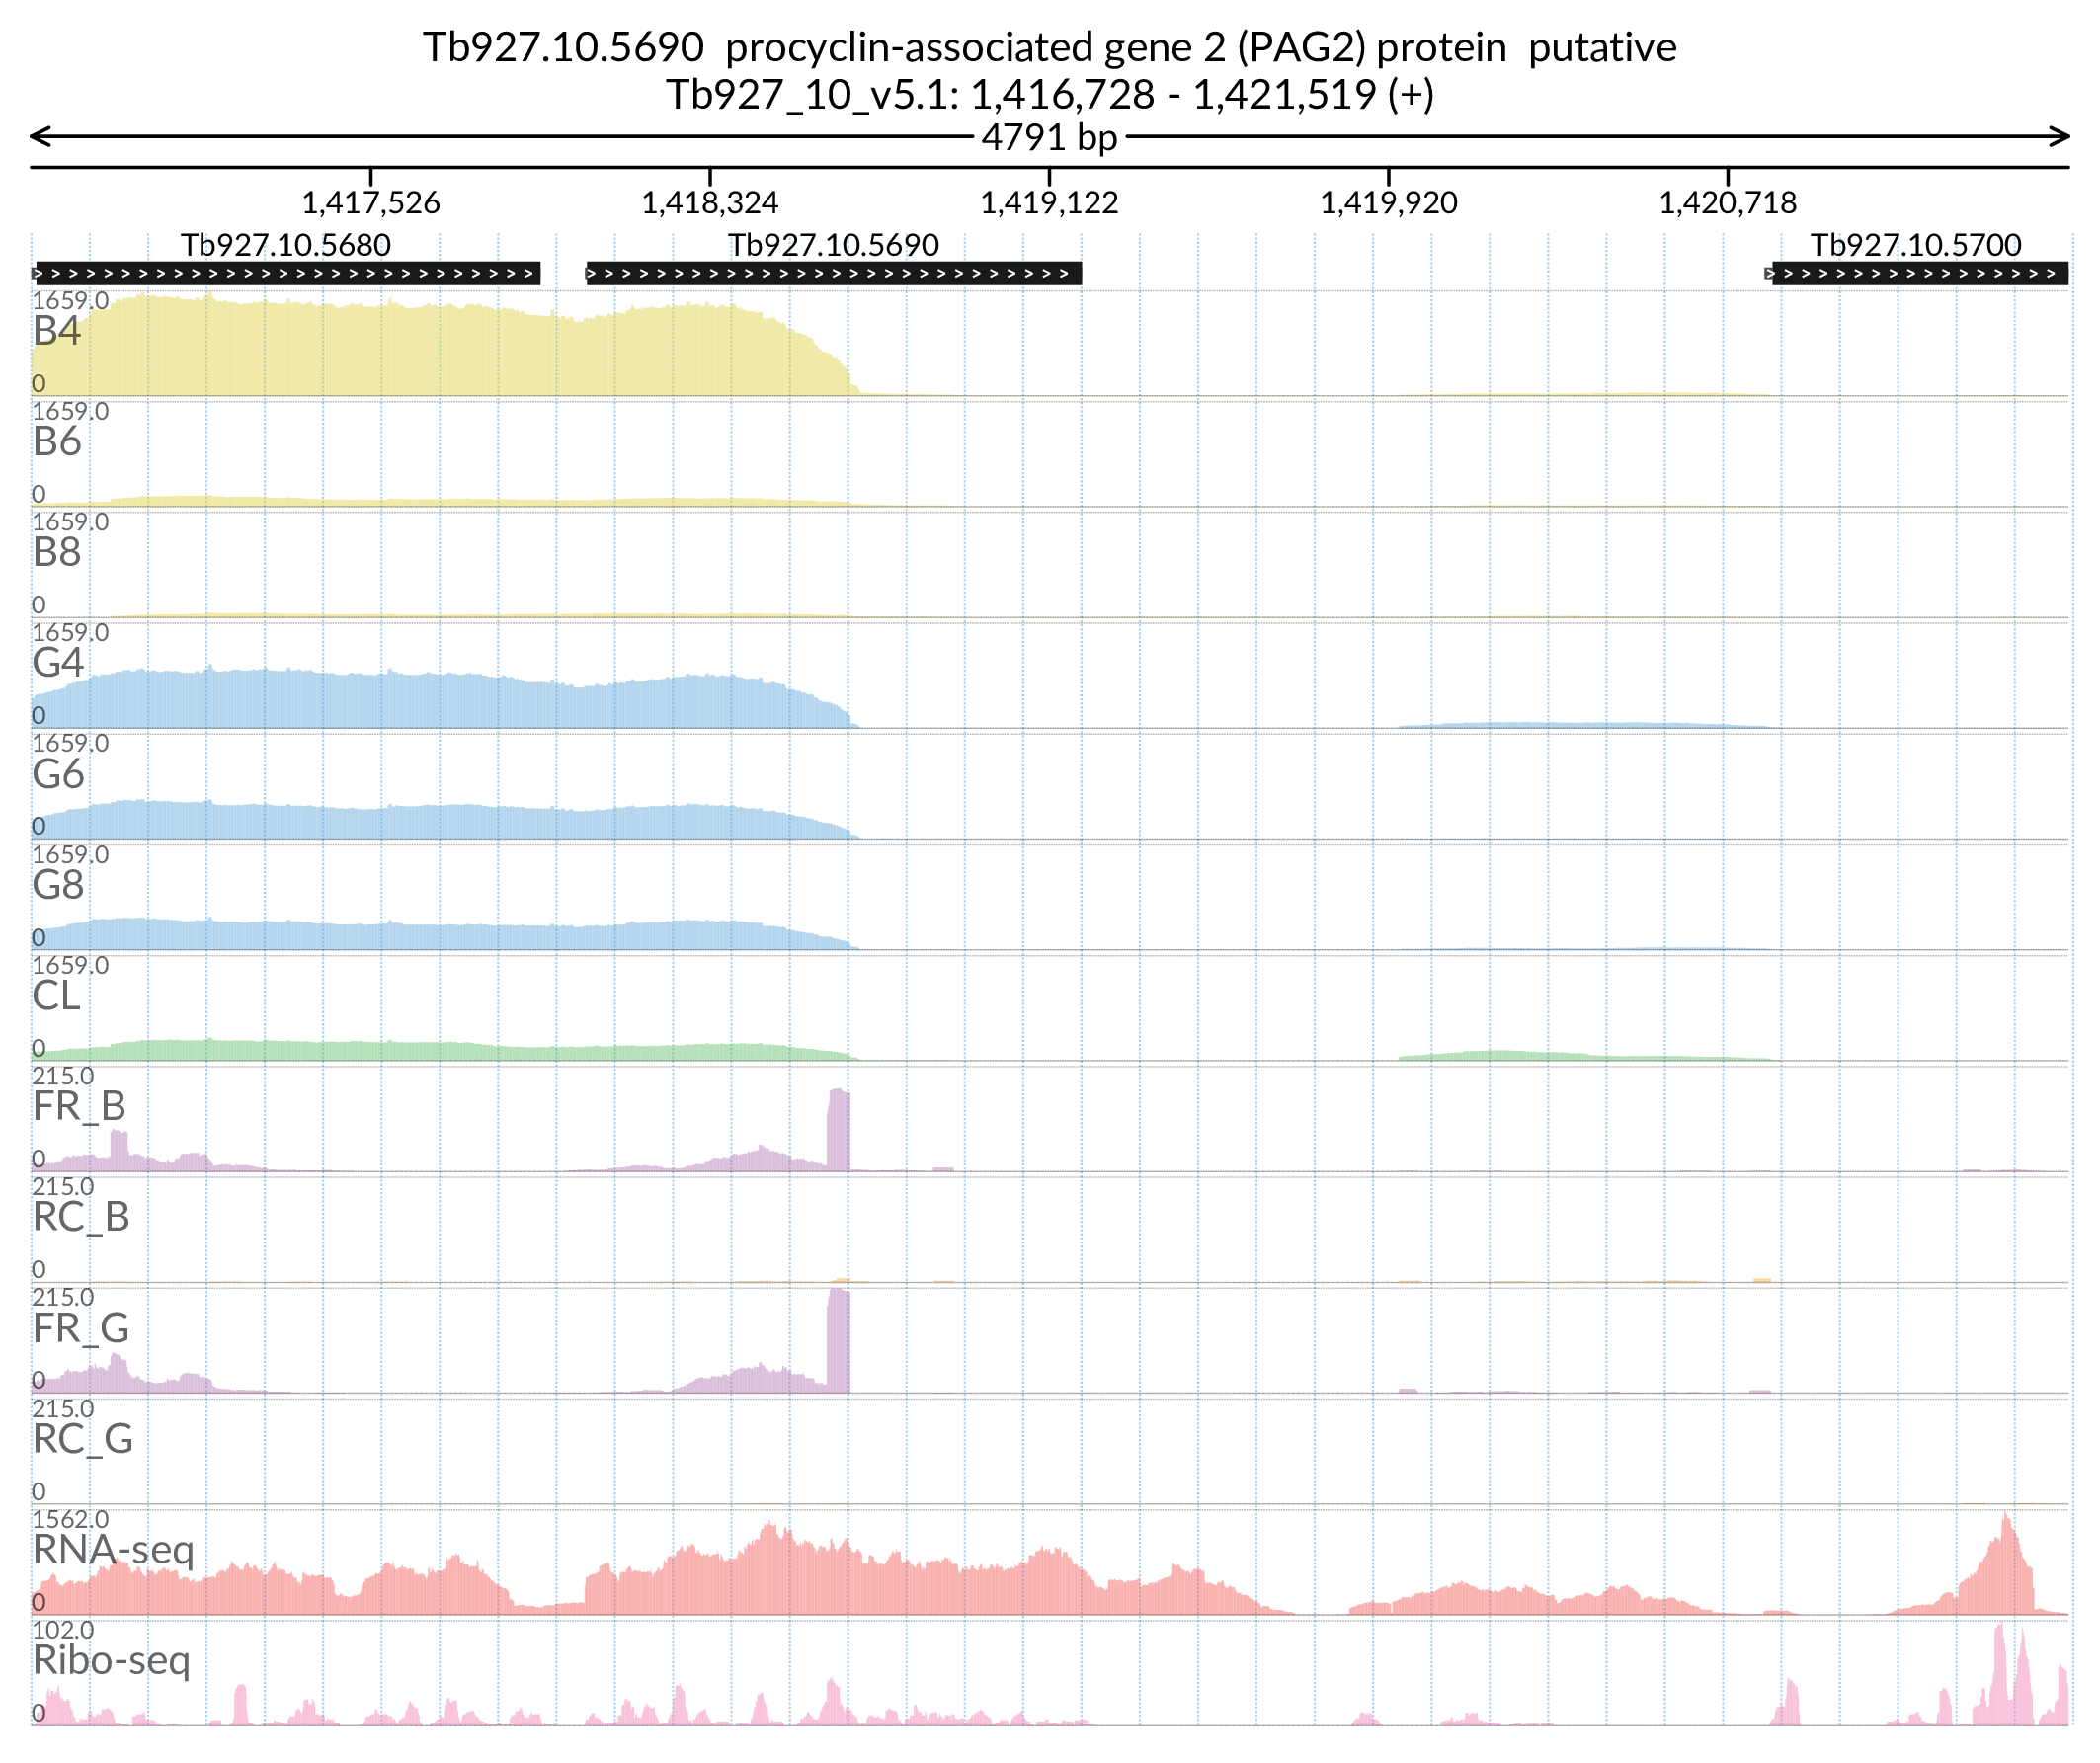 Tb927.10.5690  procyclin-associated gene 2 (PAG2) protein  putative
Tb927_10_v5.1: 1,416,728 - 1,421,519 (+)
4791 bp
1,417,526 1,418,324 1,419,122 1,419,920 1,420,718
Tb927.10.5680 Tb927.10.5690 Tb927.10.5700
1659.0
B4
0
1659.0
B6
0
1659.0
B8
0
1659.0
G4
0
1659.0
G6
0
1659.0
G8
0
1659.0
CL
0
215.0
FR_B
0
215.0
RC_B
0
215.0
FR_G
0
215.0
RC_G
0
1562.0
RNA-seq
0
102.0
Ribo-seq
0